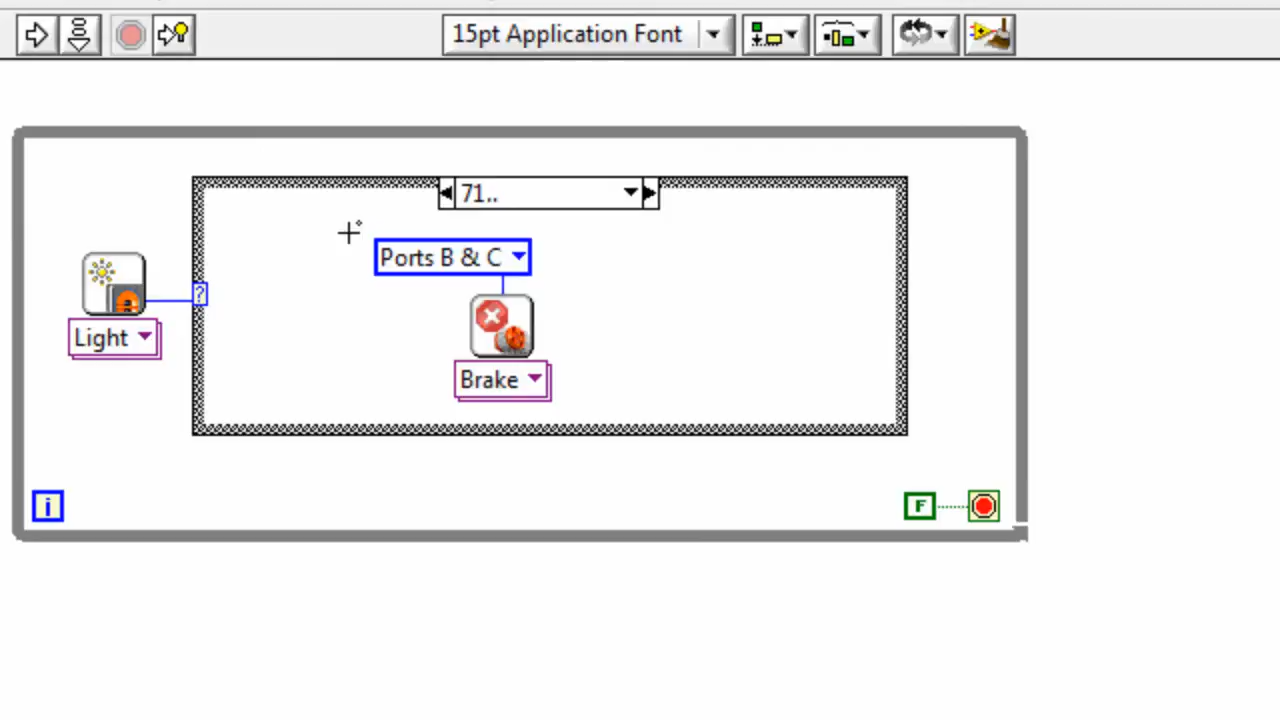 15pt Application Font
71..
Ports B & C
?
Light
Brake
i
F